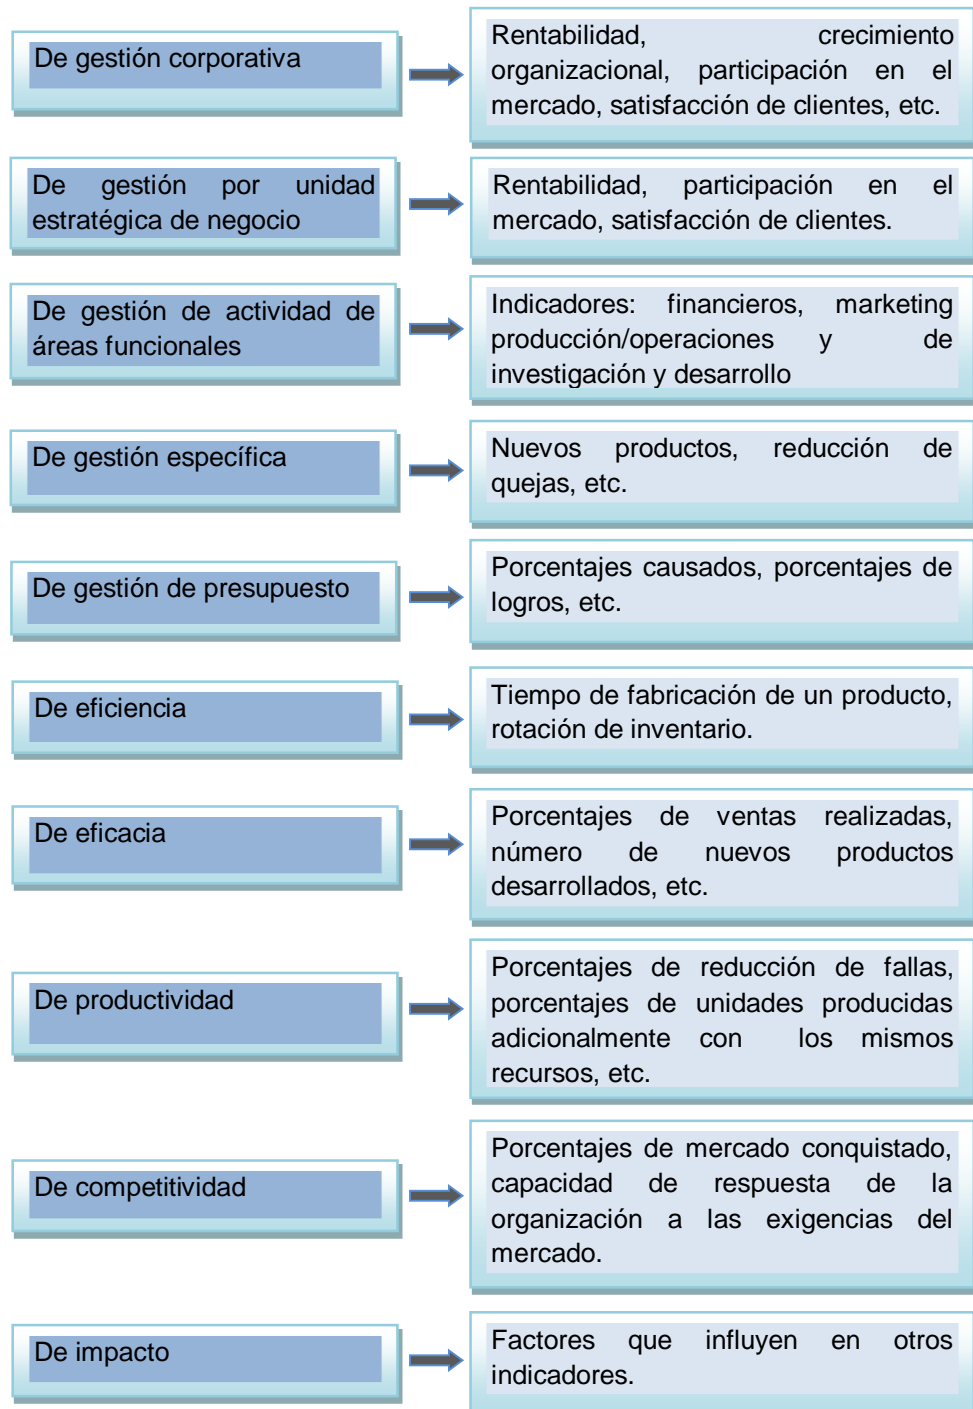 De gestión corporativa
Rentabilidad, crecimiento
organizacional, participación en el
mercado, satisfacción de clientes, etc.
De gestión por unidad
estratégica de negocio
Rentabilidad, participación en el
mercado, satisfacción de clientes.
De gestión de actividad de
áreas funcionales
Indicadores: financieros, marketing
producción/operaciones y de
investigación y desarrollo
De gestión específica
Nuevos productos, reducción de
quejas, etc.
De gestión de presupuesto
Porcentajes causados, porcentajes de
logros, etc.
De eficiencia
Tiempo de fabricación de un producto,
rotación de inventario.
De eficacia
Porcentajes de ventas realizadas,
número de nuevos productos
desarrollados, etc.
De productividad
Porcentajes de reducción de fallas,
porcentajes de unidades producidas
adicionalmente con los mismos
recursos, etc.
De competitividad
Porcentajes de mercado conquistado,
capacidad de respuesta de la
organización a las exigencias del
mercado.
De impacto
Factores que influyen en otros
indicadores.